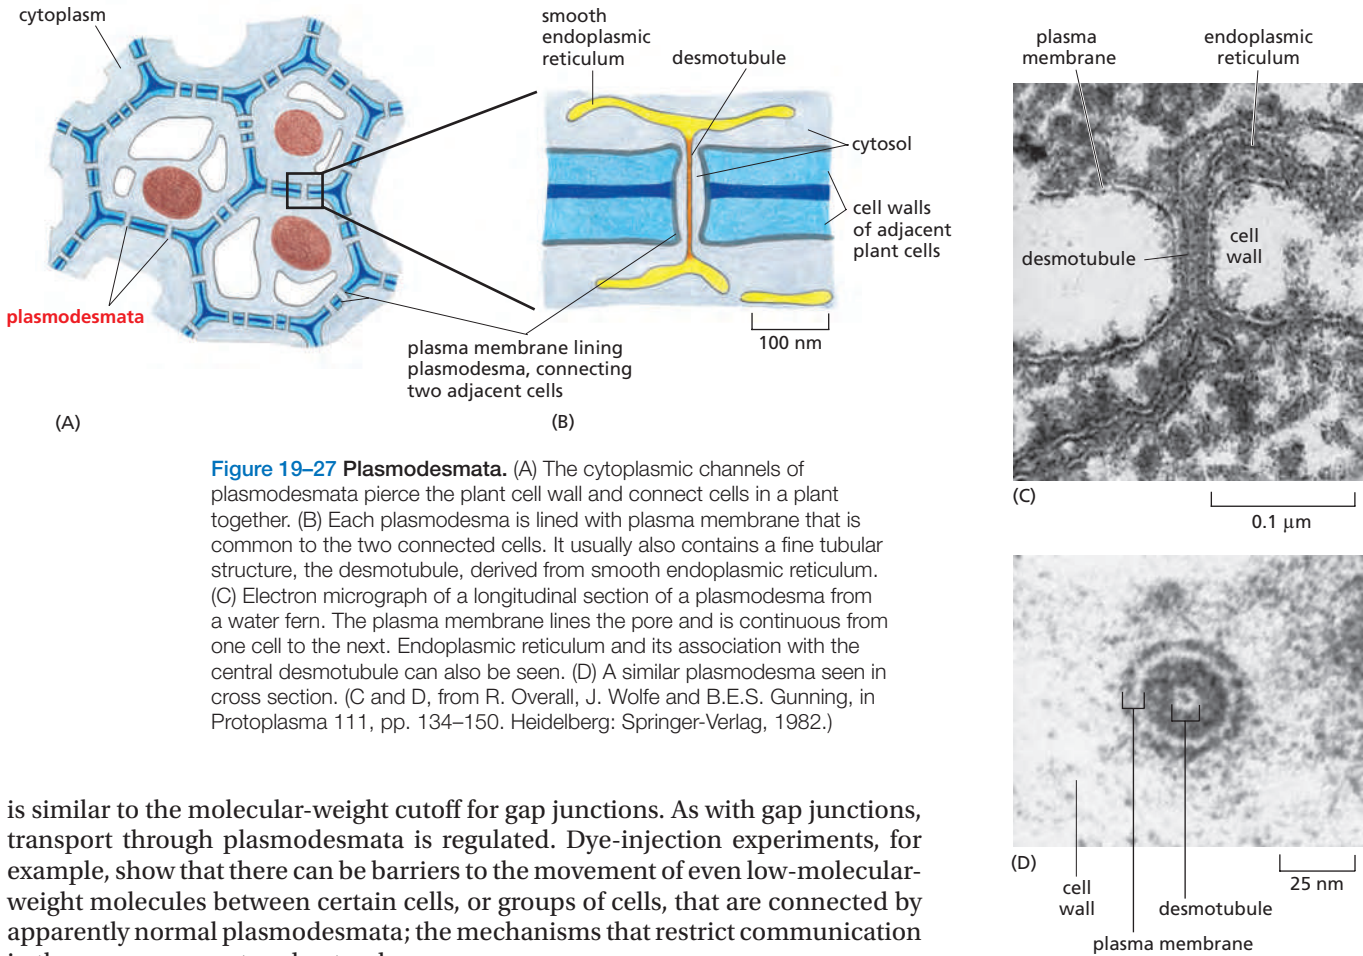 cytoplasm
smooth
endoplasmic
reticulum
desmotubule
cytosol
cell walls
of adjacent
plant cells
plasmodesmata
plasma membrane lining
plasmodesma, connecting
two adjacent cells
100 nm
(A)
(B)
plasma
membrane
endoplasmic
reticulum
desmotubule
cell
wall
(C)
0.1 µm
Figure 19–27 Plasmodesmata. (A) The cytoplasmic channels of
plasmodesmata pierce the plant cell wall and connect cells in a plant
together. (B) Each plasmodesma is lined with plasma membrane that is
common to the two connected cells. It usually also contains a fine tubular
structure, the desmotubule, derived from smooth endoplasmic reticulum.
(C) Electron micrograph of a longitudinal section of a plasmodesma from
a water fern. The plasma membrane lines the pore and is continuous from
one cell to the next. Endoplasmic reticulum and its association with the
central desmotubule can also be seen. (D) A similar plasmodesma seen in
cross section. (C and D, from R. Overall, J. Wolfe and B.E.S. Gunning, in
Protoplasma 111, pp. 134–150. Heidelberg: Springer-Verlag, 1982.)
(D)
25 nm
cell
wall
desmotubule
plasma membrane
is similar to the molecular-weight cutoff for gap junctions. As with gap junctions,
transport through plasmodesmata is regulated. Dye-injection experiments, for
example, show that there can be barriers to the movement of even low-molecular-
weight molecules between certain cells, or groups of cells, that are connected by
apparently normal plasmodesmata; the mechanisms that restrict communication